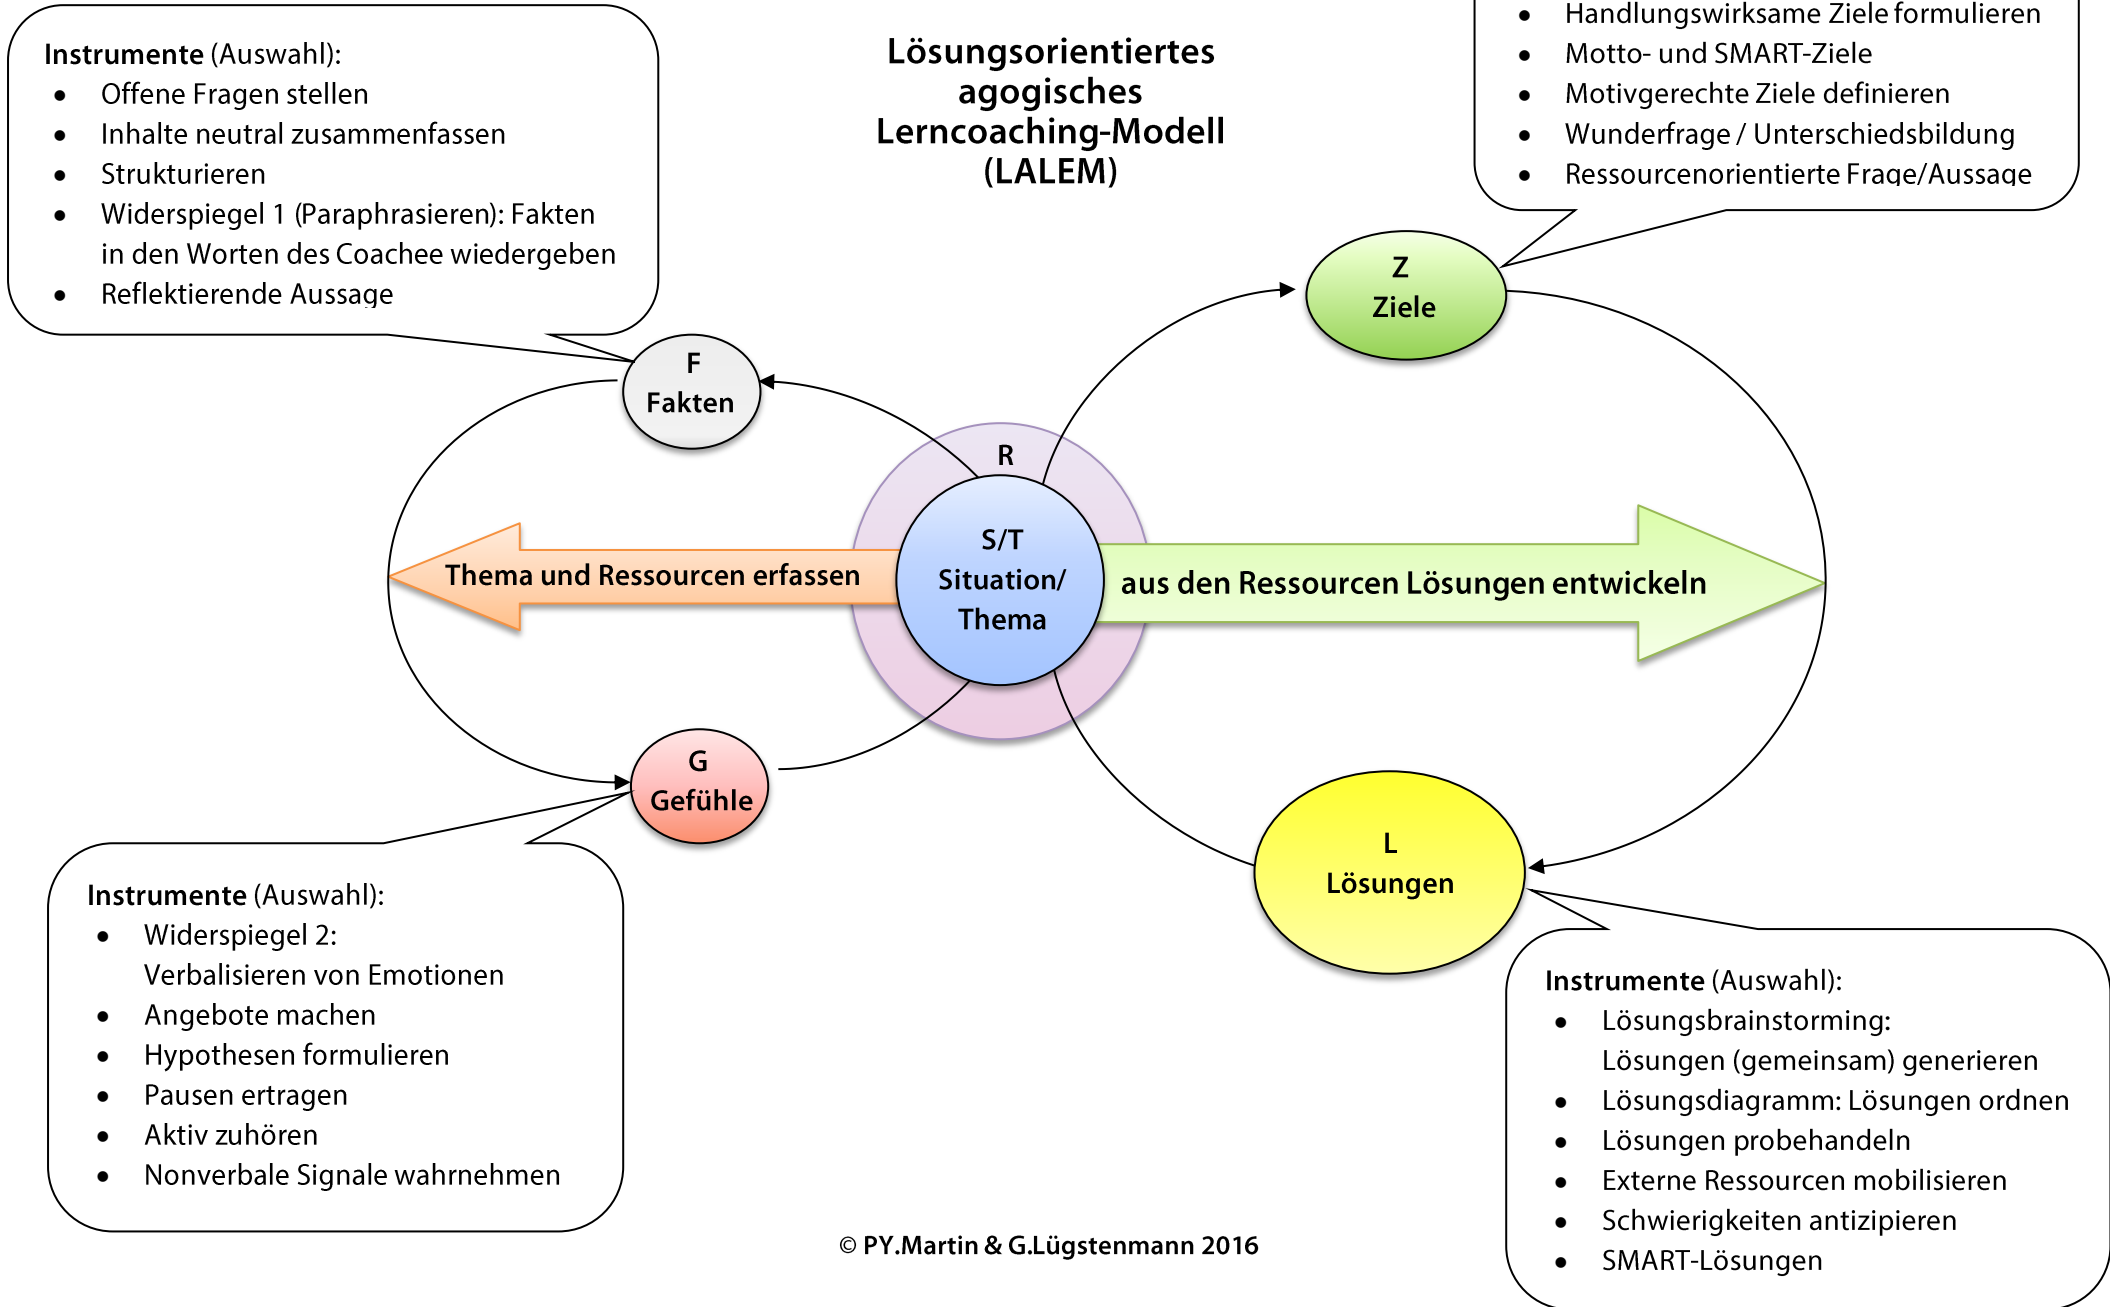 Lösungsorientiertes
agogisches
Lerncoaching-Modell
(LALEM)
Instrumente (Auswahl):
• Offene Fragen stellen
• Inhalte neutral zusammenfassen
• Strukturieren
• Widerspiegel 1 (Paraphrasieren): Fakten
in den Worten des Coachee wiedergeben
• Reflektierende Aussage
• Handlungswirksame Ziele formulieren
• Motto- und SMART-Ziele
• Motivgerechte Ziele definieren
• Wunderfrage / Unterschiedsbildung
• Ressourcenorientierte Frage/Aussage
Z
Ziele
F
Fakten
R
S/T
Situation/
Thema
Thema und Ressourcen erfassen
aus den Ressourcen Lösungen entwickeln
G
Gefühle
L
Lösungen
Instrumente (Auswahl):
• Widerspiegel 2:
Verbalisieren von Emotionen
• Angebote machen
• Hypothesen formulieren
• Pausen ertragen
• Aktiv zuhören
• Nonverbale Signale wahrnehmen
Instrumente (Auswahl):
• Lösungsbrainstorming:
Lösungen (gemeinsam) generieren
• Lösungsdiagramm: Lösungen ordnen
• Lösungen probehandeln
• Externe Ressourcen mobilisieren
• Schwierigkeiten antizipieren
• SMART-Lösungen
© PY.Martin & G.Lügstenmann 2016